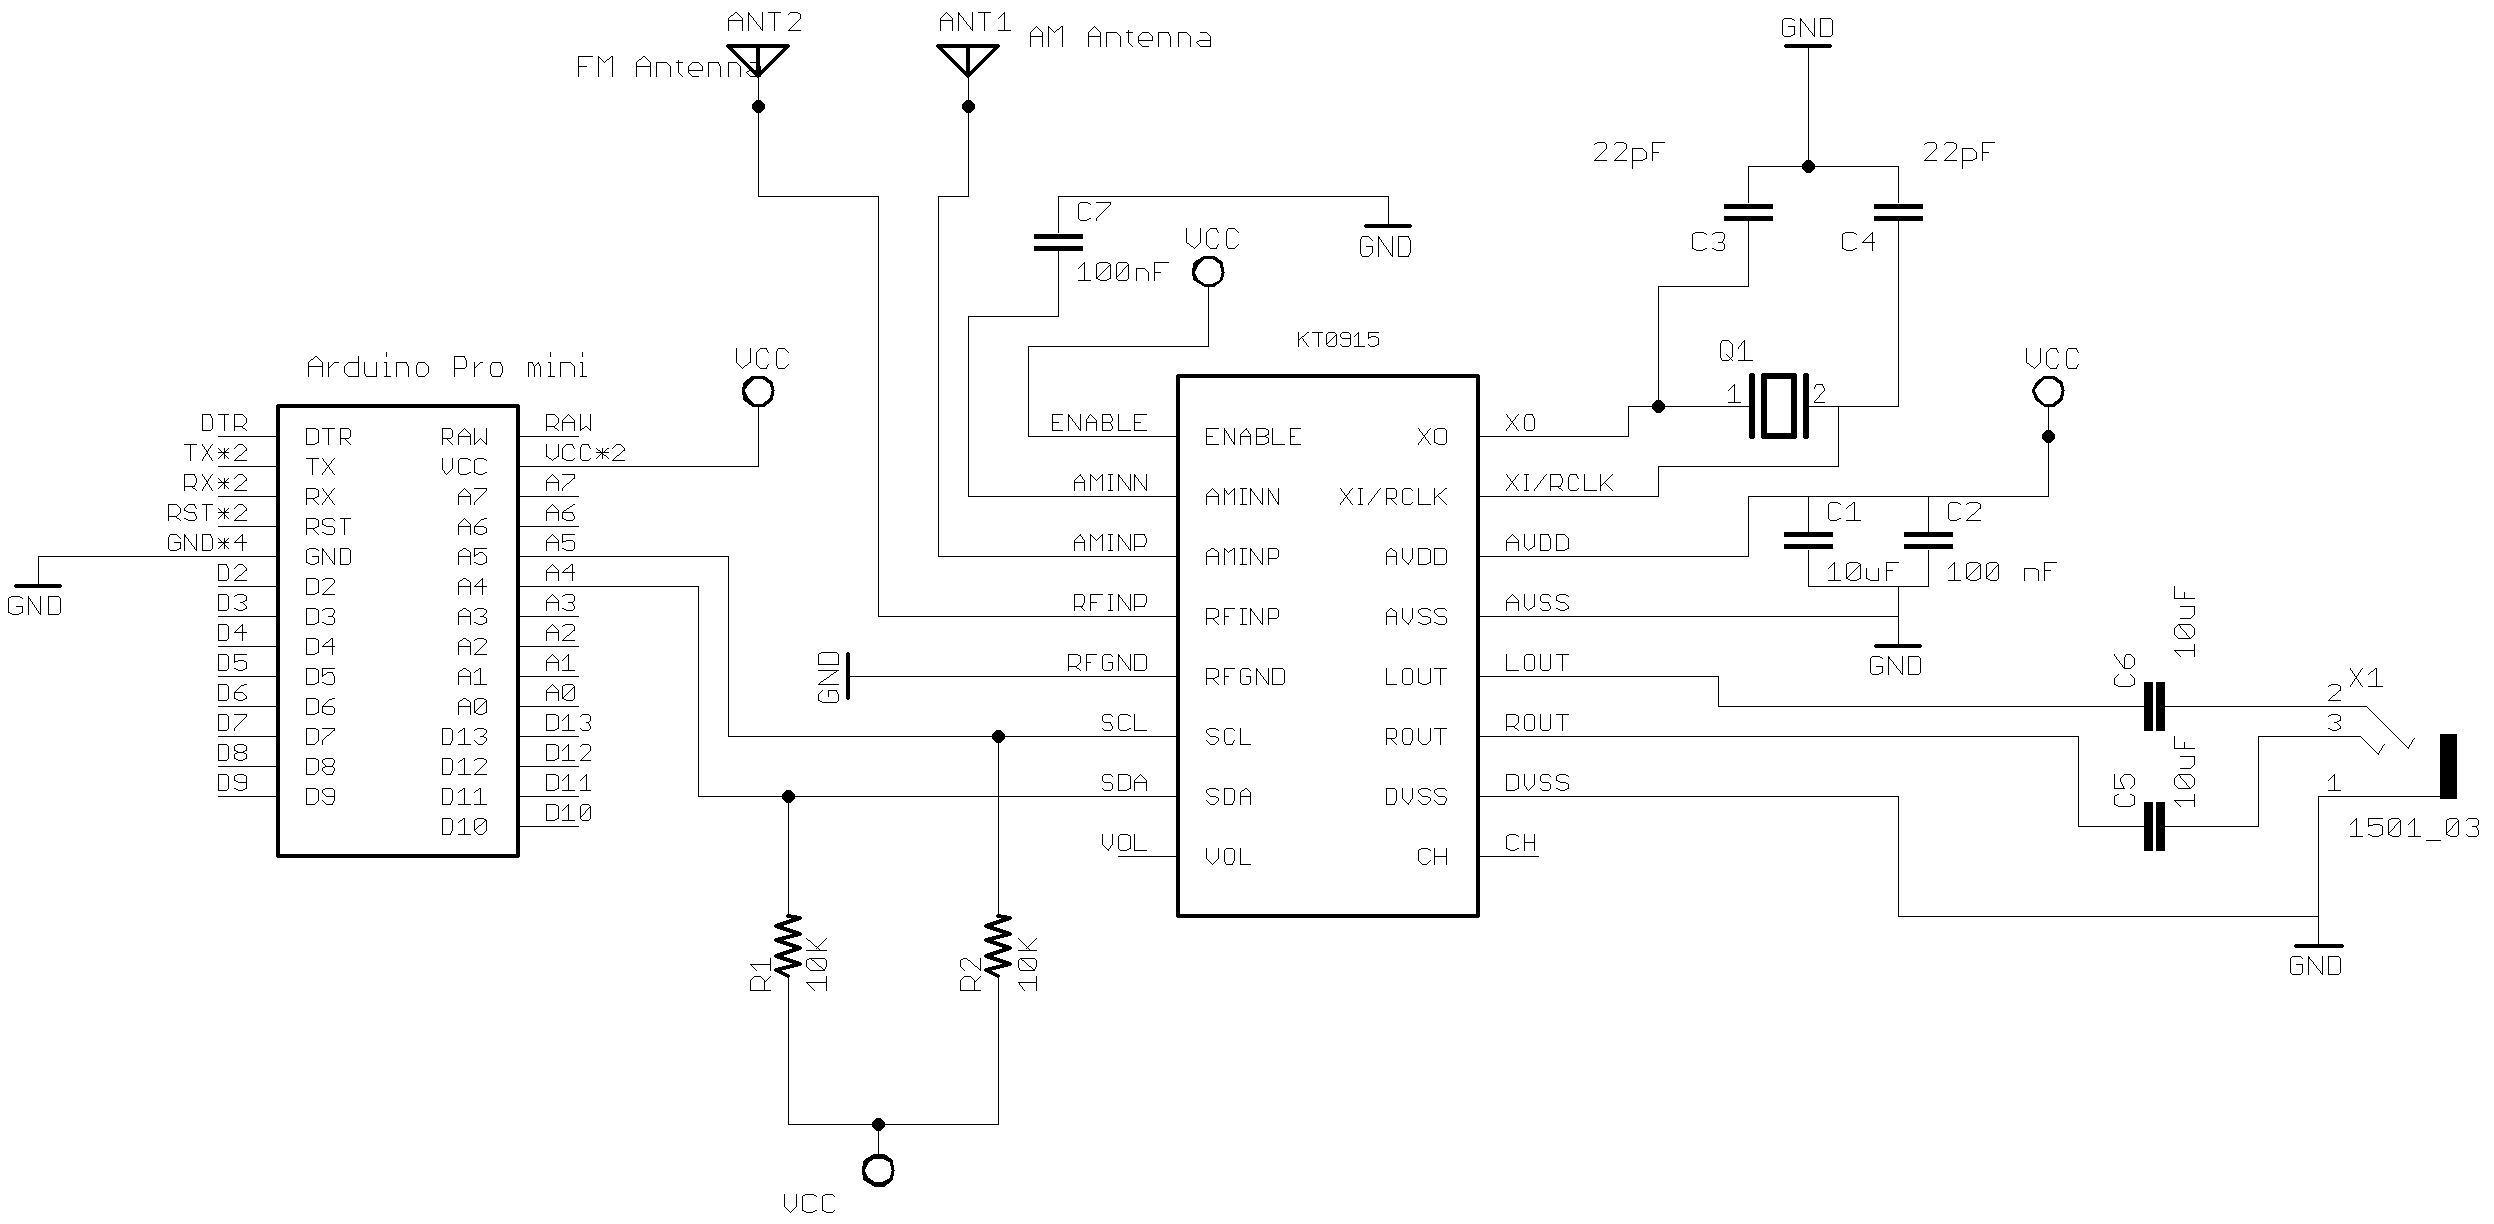 ANT2
ANT1
AM Antenna
FM Antenna
GND
22pF
22pF
C7
100nF
VCC
GND
C3
C4
KT0915
Q1
1
2
VCC
Arduino Pro mini
VCC
DTR
TX*2
RX*2
RST*2
GND*4
D2
D3
D4
D5
D6
D7
D8
D9
GND
DTR
TX
RX
RST
GND
D2
D3
D4
D5
D6
D7
D8
D9
RAW
VCC
A7
A6
A5
A4
A3
A2
A1
A0
D13
D12
D11
D10
RAW
VCC*2
A7
A6
A5
A4
A3
A2
A1
A0
D13
D12
D11
D10
ENABLE
AMINN
AMINP
RFINP
RFGND
SCL
SDA
VOL
GND
ENABLE
AMINN
AMINP
RFINP
RFGND
SCL
SDA
VOL
XO
XI/RCLK
AVDD
AVSS
LOUT
ROUT
DVSS
CH
XO
XI/RCLK
AVDD
AVSS
LOUT
ROUT
DVSS
CH
C1
10uF
C2
100 nF
GND
C6
10uF
C5
10uF
X1
2
3
1
1501_03
GND
R1
10K
R2
10K
VCC